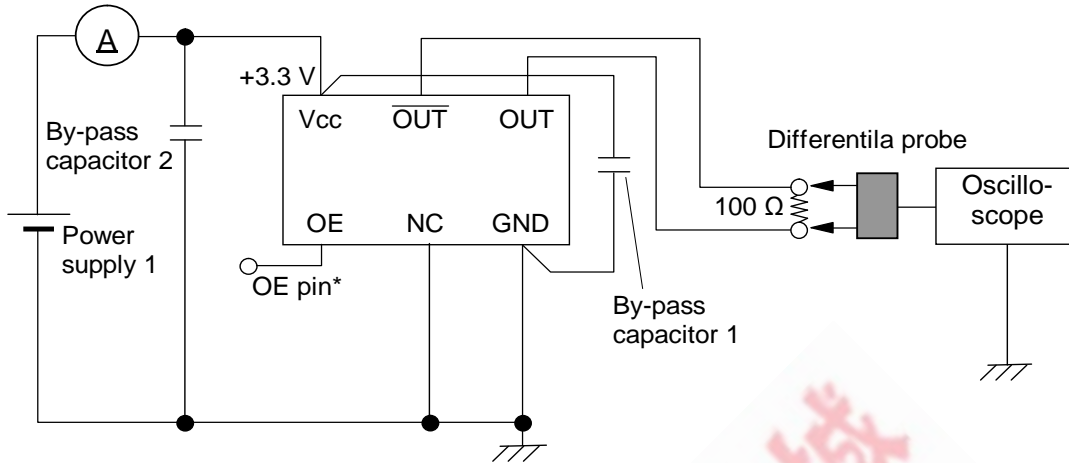 A
+3.3 V
Vcc
OUT
OUT
By-pass
capacitor 2
Differentila probe
Oscillo-
scope
100 Ω
OE
NC
GND
Power
supply 1
OE pin*
By-pass
capacitor 1